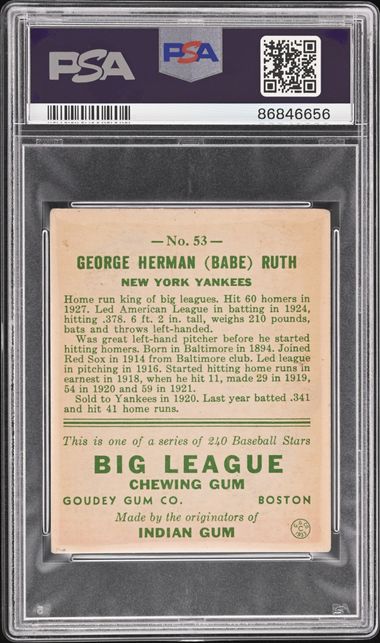 PSA
PSA
86846656
— No. 53 —
GEORGE HERMAN (BABE) RUTH
NEW YORK YANKEES
Home run king of big leagues. Hit 60 homers in
1927. Led American League in batting in 1924,
hitting .378. 6 ft. 2 in. tall, weighs 210 pounds,
bats and throws left-handed.
Was great left-hand pitcher before he started
hitting homers. Born in Baltimore in 1894. Joined
Red Sox in 1914 from Baltimore club. Led league
in pitching in 1916. Started hitting home runs in
earnest in 1918, when he hit 11, made 29 in 1919,
54 in 1920 and 59 in 1921.
Sold to Yankees in 1920. Last year batted .341
and hit 41 home runs.
This is one of a series of 240 Baseball Stars
BIG LEAGUE
CHEWING GUM
GOUDEY GUM CO. BOSTON
Made by the originators of
INDIAN GUM